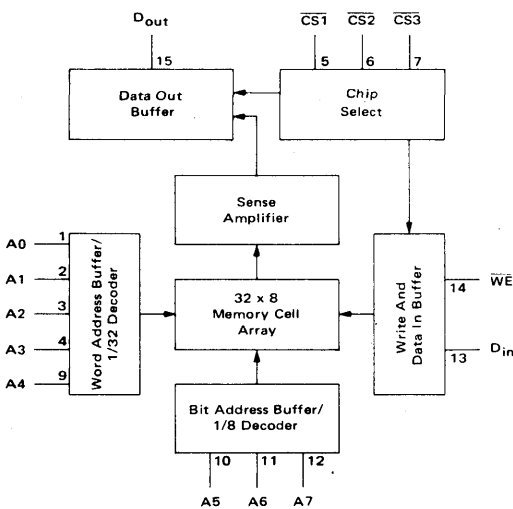 Dout
CS1 CS2 CS3
15
5 6 7
Data Out
Buffer
Chip
Select
Sense
Amplifier
A0 1
A1 2
A2 3
A3 4
A4 9
Word Address Buffer/
1/32 Decoder
32 x 8
Memory Cell
Array
Write And
Data In Buffer
14 WE
13 Din
Bit Address Buffer/
1/8 Decoder
10 11 12
A5 A6 A7